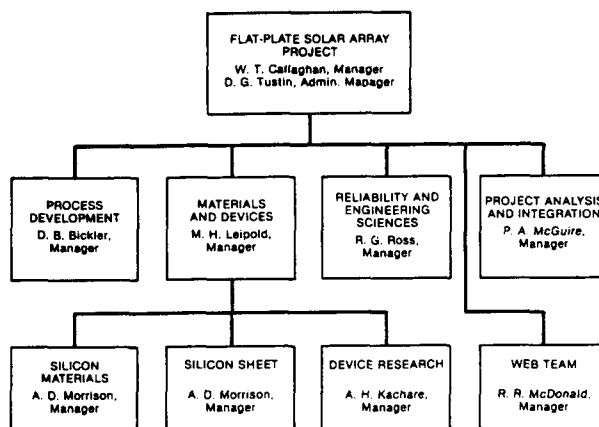 FLAT-PLATE SOLAR ARRAY
PROJECT
W. T. Callaghan, Manager
D. G. Tustin, Admin. Manager
PROCESS
DEVELOPMENT
D. B. Bickler,
Manager
MATERIALS
AND DEVICES
M. H. Leipold,
Manager
RELIABILITY AND
ENGINEERING
SCIENCES
R. G. Ross,
Manager
PROJECT ANALYSIS
AND INTEGRATION
P. A. McGuire,
Manager
SILICON
MATERIALS
A. D. Morrison,
Manager
SILICON SHEET
A. D. Morrison,
Manager
DEVICE RESEARCH
A. H. Kachare,
Manager
WEB TEAM
R. R. McDonald,
Manager